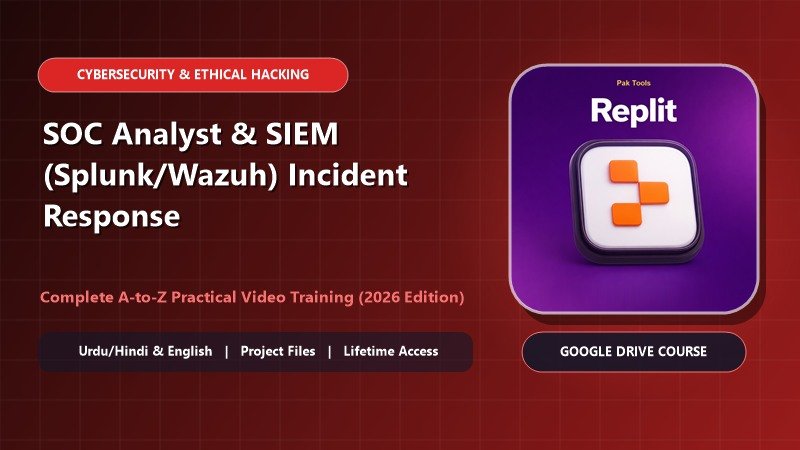 CYBERSECURITY & ETHICAL HACKING
SOC Analyst & SIEM
(Splunk/Wazuh) Incident
Response
Complete A-to-Z Practical Video Training (2026 Edition)
Urdu/Hindi & English | Project Files | Lifetime Access
Pak Tools
Replit
GOOGLE DRIVE COURSE